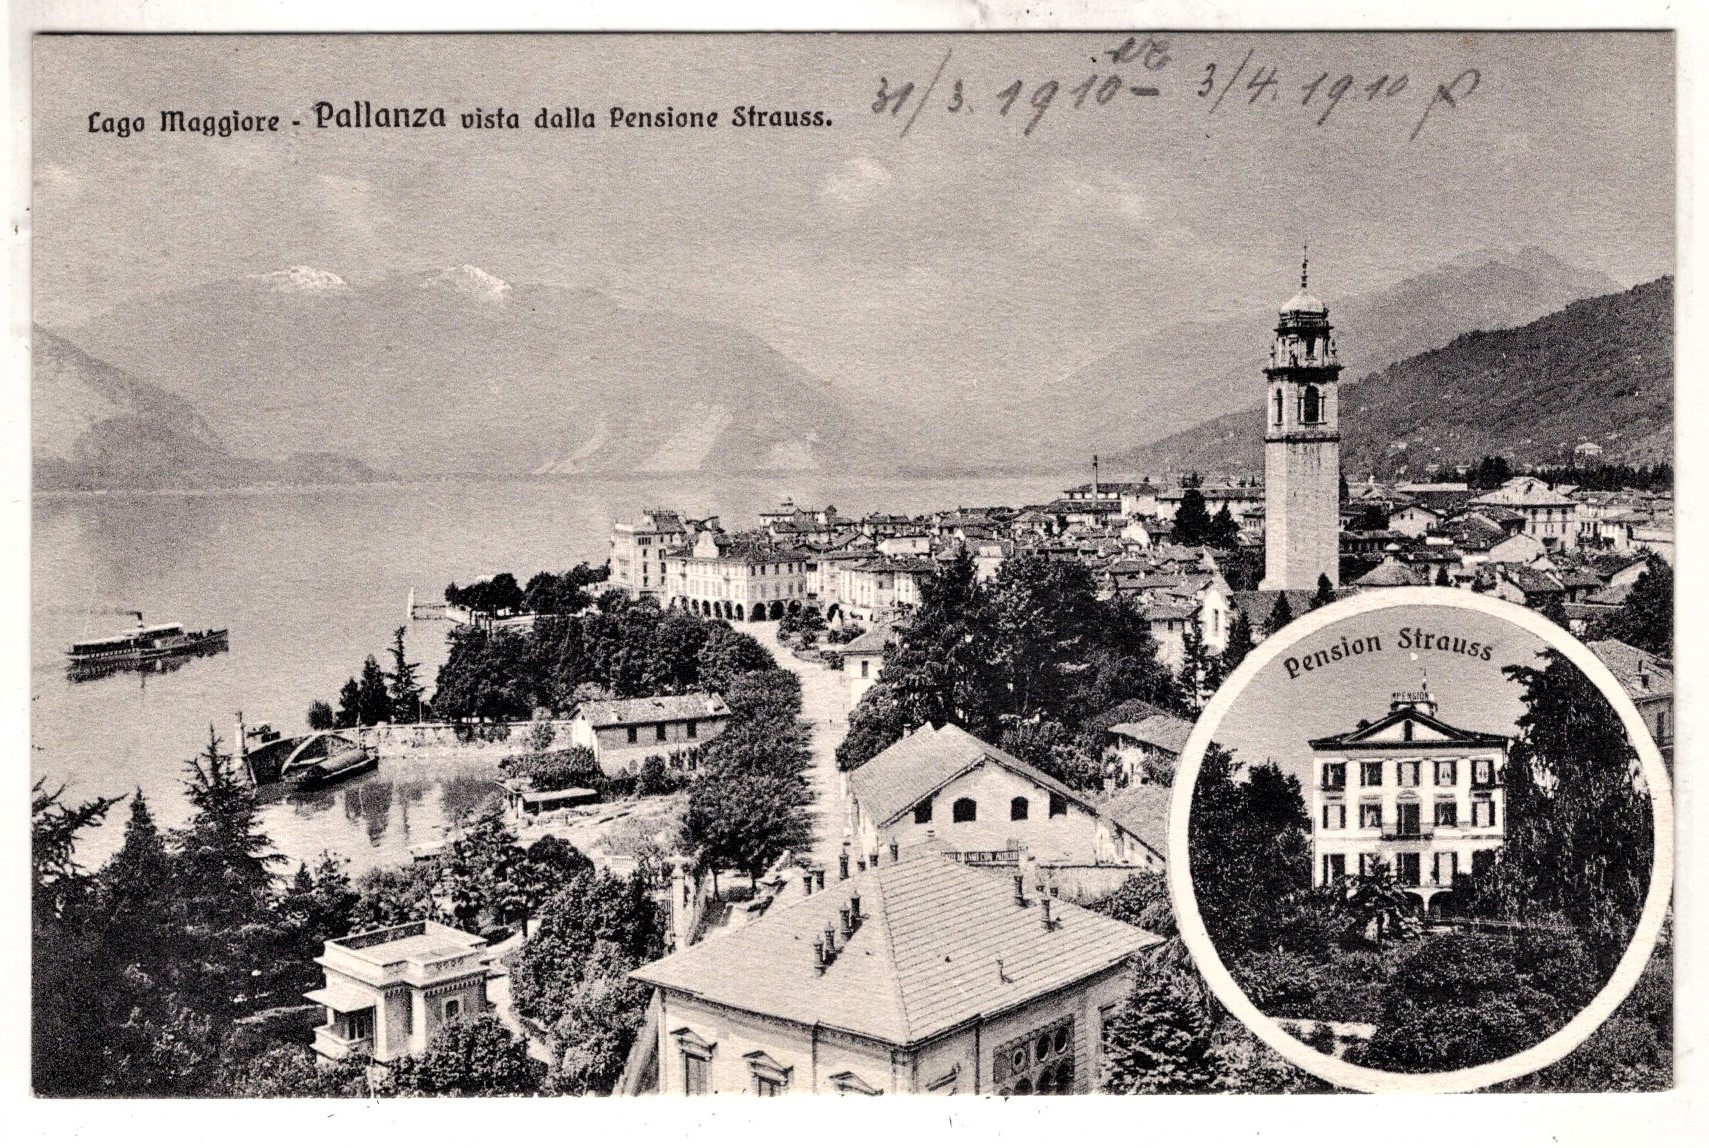 Lago Maggiore - Pallanza vista dalla Pensione Strauss.
31/3. 1910 - 3/4. 1910
Pension Strauss
PENSION